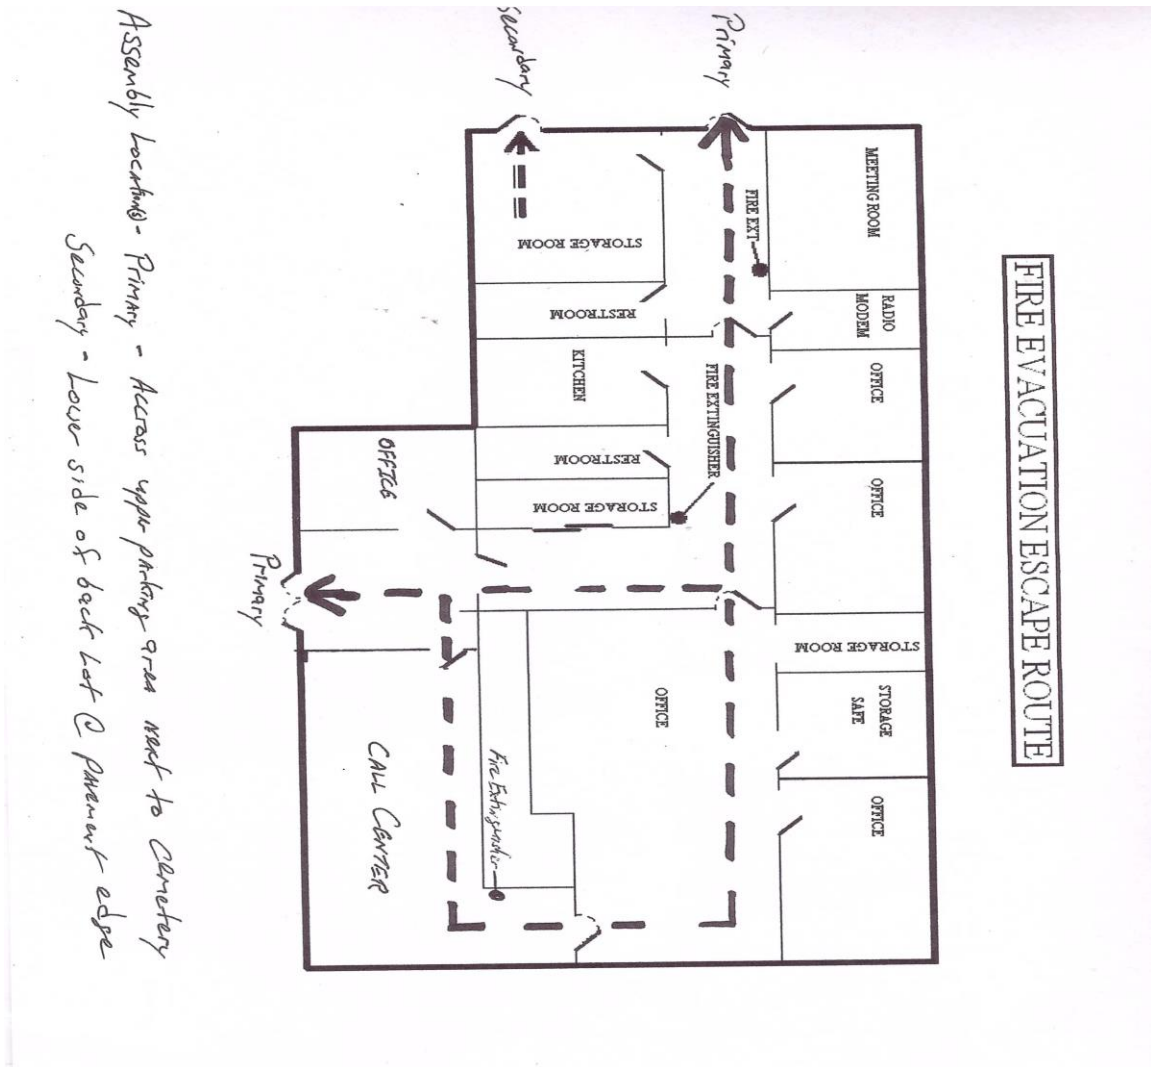 FIRE EVACUATION ESCAPE ROUTE
MEETING ROOM
RADIO
MODEM
OFFICE
OFFICE
STORAGE ROOM
STORAGE
SAFE
OFFICE
Primary
FIRE EXT
FIRE EXTINGUISHER
OFFICE
Secondary
STORAGE ROOM
RESTROOM
KITCHEN
RESTROOM
STORAGE ROOM
Fire Extinguisher
OFFICE
CALL CENTER
Primary
Assembly Location(s) - Primary - Accross upper parking area next to Cemetery
Secondary - Lower side of back Lot @ Pavement edge